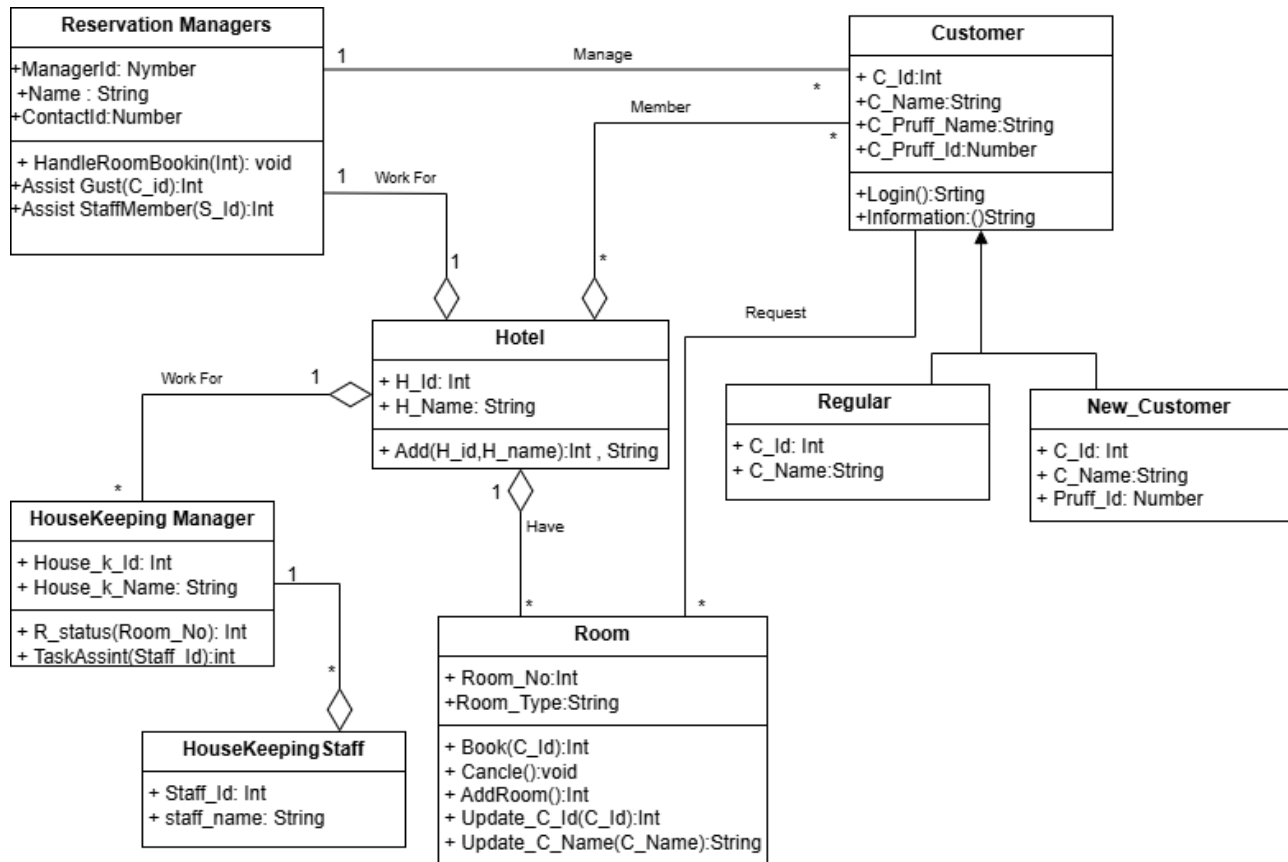 Reservation Managers
+ManagerId: Nymber
+Name : String
+ContactId:Number
+ HandleRoomBookin(Int): void
+Assist Gust(C_id):Int
+Assist StaffMember(S_Id):Int
1
Manage
*
Customer
+ C_Id:Int
+C_Name:String
+C_Pruff_Name:String
+C_Pruff_Id:Number
+Login():Srting
+Information:()String
Member
*
*
1
Work For
1
Hotel
+ H_Id: Int
+ H_Name: String
+ Add(H_id,H_name):Int , String
Request
*
Regular
+ C_Id: Int
+ C_Name:String
New_Customer
+ C_Id: Int
+ C_Name:String
+ Pruff_Id: Number
Work For
1
*
HouseKeeping Manager
+ House_k_Id: Int
+ House_k_Name: String
+ R_status(Room_No): Int
+ TaskAssint(Staff_Id):int
1
*
HouseKeepingStaff
+ Staff_Id: Int
+ staff_name: String
1
Have
*
Room
+ Room_No:Int
+Room_Type:String
+ Book(C_Id):Int
+ Cancle():void
+ AddRoom():Int
+ Update_C_Id(C_Id):Int
+ Update_C_Name(C_Name):String